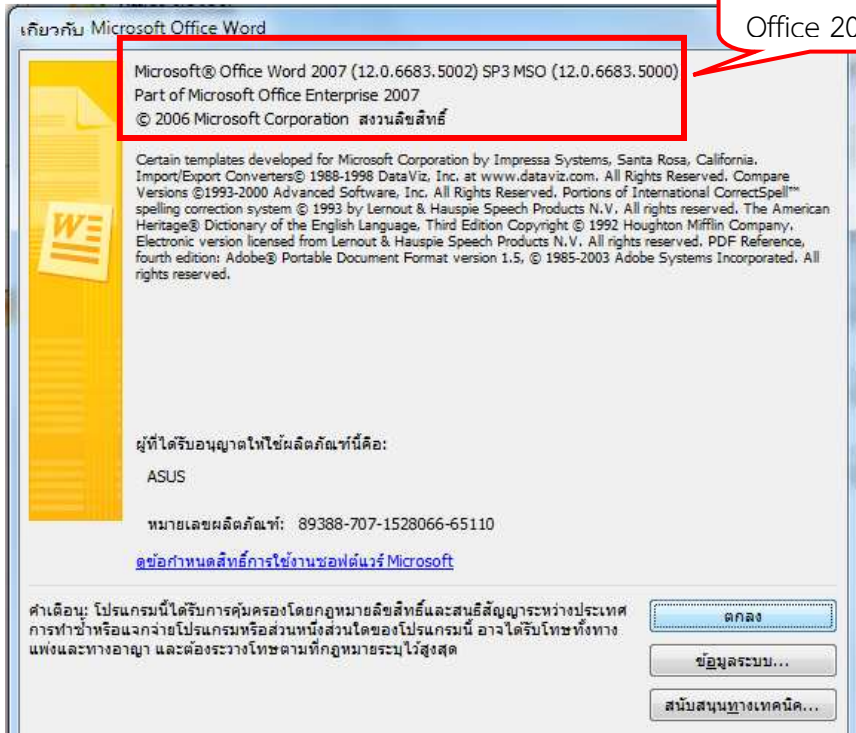 เกี่ยวกับ Microsoft Office Word
Office 20
Microsoft® Office Word 2007 (12.0.6683.5002) SP3 MSO (12.0.6683.5000)
Part of Microsoft Office Enterprise 2007
© 2006 Microsoft Corporation สงวนลิขสิทธิ์
Certain templates developed for Microsoft Corporation by Impressa Systems, Santa Rosa, California.
Import/Export Converters© 1988-1998 DataViz, Inc. at www.dataviz.com. All Rights Reserved. Compare
Versions ©1993-2000 Advanced Software, Inc. All Rights Reserved. Portions of International CorrectSpell™
spelling correction system © 1993 by Lernout & Hauspie Speech Products N.V. All rights reserved. The American
Heritage® Dictionary of the English Language, Third Edition Copyright © 1992 Houghton Mifflin Company.
Electronic version licensed from Lernout & Hauspie Speech Products N.V. All rights reserved. PDF Reference,
fourth edition: Adobe® Portable Document Format version 1.5, © 1985-2003 Adobe Systems Incorporated. All
rights reserved.
W
ผู้ที่ได้รับอนุญาตให้ใช้ผลิตภัณฑ์นี้คือ:
ASUS
หมายเลขผลิตภัณฑ์: 89388-707-1528066-65110
ดูข้อกำหนดสิทธิ์การใช้งานซอฟต์แวร์ Microsoft
คำเตือน: โปรแกรมนี้ได้รับการคุ้มครองโดยกฎหมายลิขสิทธิ์และสนธิสัญญาระหว่างประเทศ
การทำซ้ำหรือแจกจ่ายโปรแกรมหรือส่วนหนึ่งส่วนใดของโปรแกรมนี้ อาจได้รับโทษทั้งทาง
แพ่งและทางอาญา และต้องระวางโทษตามที่กฎหมายระบุไว้สูงสุด
ตกลง
ข้อมูลระบบ...
สนับสนุนทางเทคนิค...